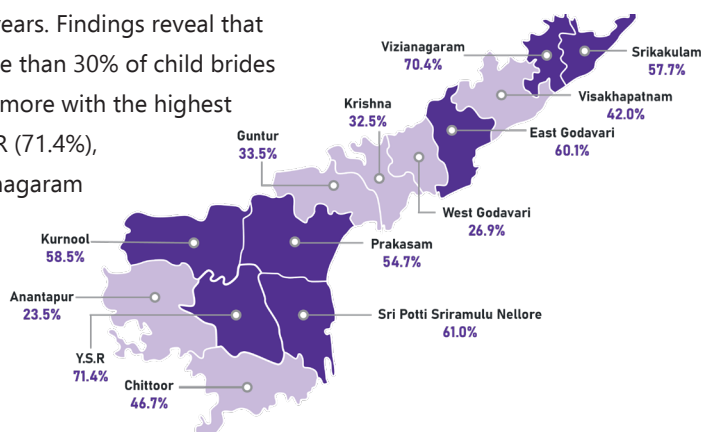 years. Findings reveal that
than 30% of child brides
more with the highest
(71.4%),
Vizianagaram
70.4%
Srikakulam
57.7%
Visakhapatnam
42.0%
Krishna
32.5%
East Godavari
60.1%
Guntur
33.5%
West Godavari
26.9%
Kurnool
58.5%
Prakasam
54.7%
Anantapur
23.5%
Sri Potti Sriramulu Nellore
61.0%
Y.S.R
71.4%
Chittoor
46.7%